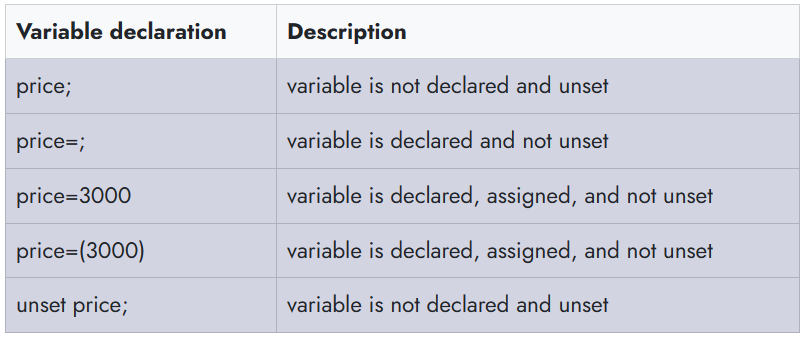 Variable declaration Description
price; variable is not declared and unset
price=; variable is declared and not unset
price=3000 variable is declared, assigned, and not unset
price=(3000) variable is declared, assigned, and not unset
unset price; variable is not declared and unset